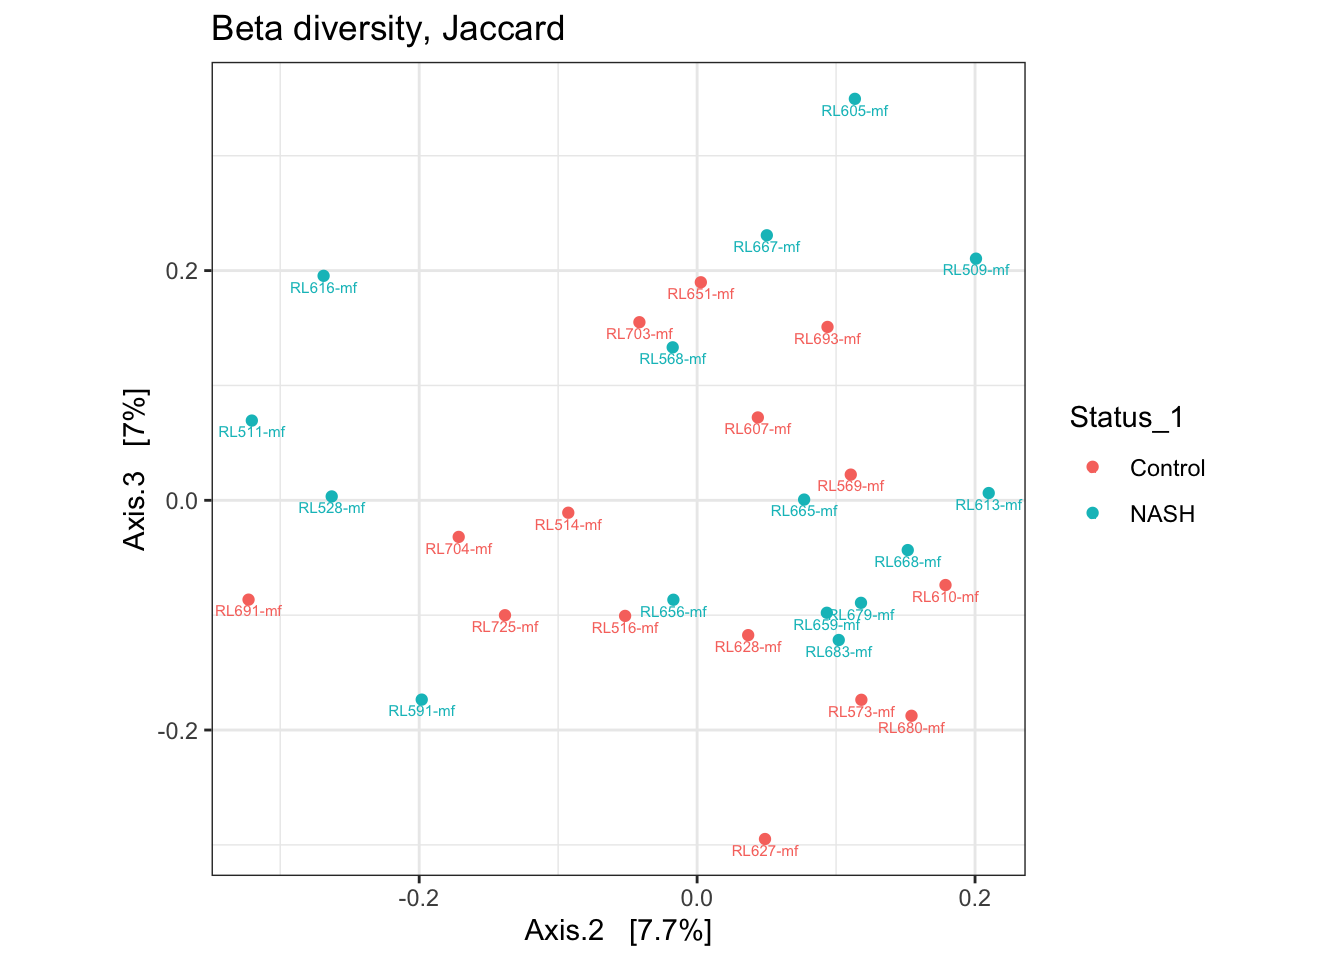 Beta diversity, Jaccard
RL605-mf
RL667-mf
RL509-mf
0.2
RL616-mf
RL651-mf
RL703-mf
RL693-mf
RL568-mf
RL511-mf
RL607-mf
RL569-mf
0.0
RL528-mf
RL665-mf
RL613-mf
RL514-mf
RL704-mf
RL668-mf
RL610-mf
RL691-mf
RL656-mf
RL679-mf
RL725-mf
RL516-mf
RL659-mf
RL628-mf
RL683-mf
RL591-mf
RL573-mf
-0.2
RL680-mf
RL627-mf
-0.2
0.0
0.2
Axis.2 [7.7%]
Axis.3 [7%]
Status_1
Control
NASH